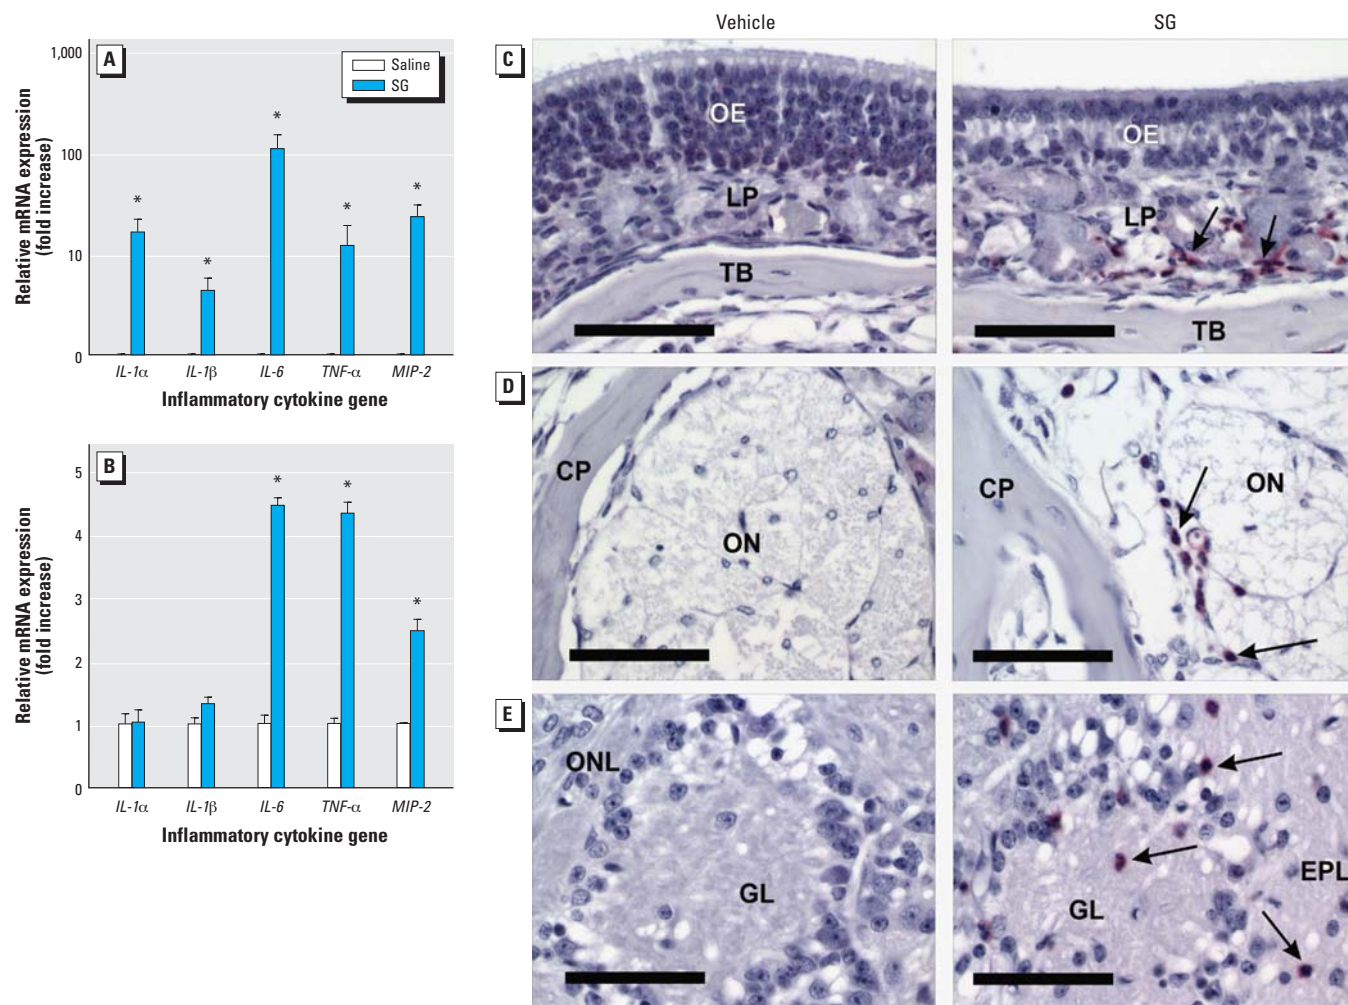 Vehicle
SG
A
Saline
SG
1,000
100
10
0
Relative mRNA expression
(fold increase)
IL-1α
IL-1β
IL-6
TNF-α
MIP-2
Inflammatory cytokine gene
*
*
*
*
*
B
5
4
3
2
1
0
Relative mRNA expression
(fold increase)
IL-1α
IL-1β
IL-6
TNF-α
MIP-2
Inflammatory cytokine gene
*
*
*
C
OE
LP
TB
OE
LP
TB
D
CP
ON
CP
ON
E
ONL
GL
GL
EPL